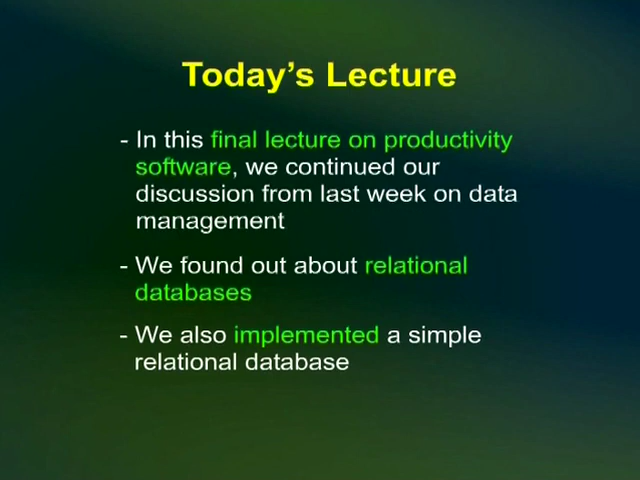 Today's Lecture
- In this final lecture on productivity
software, we continued our
discussion from last week on data
management
- We found out about relational
databases
- We also implemented a simple
relational database